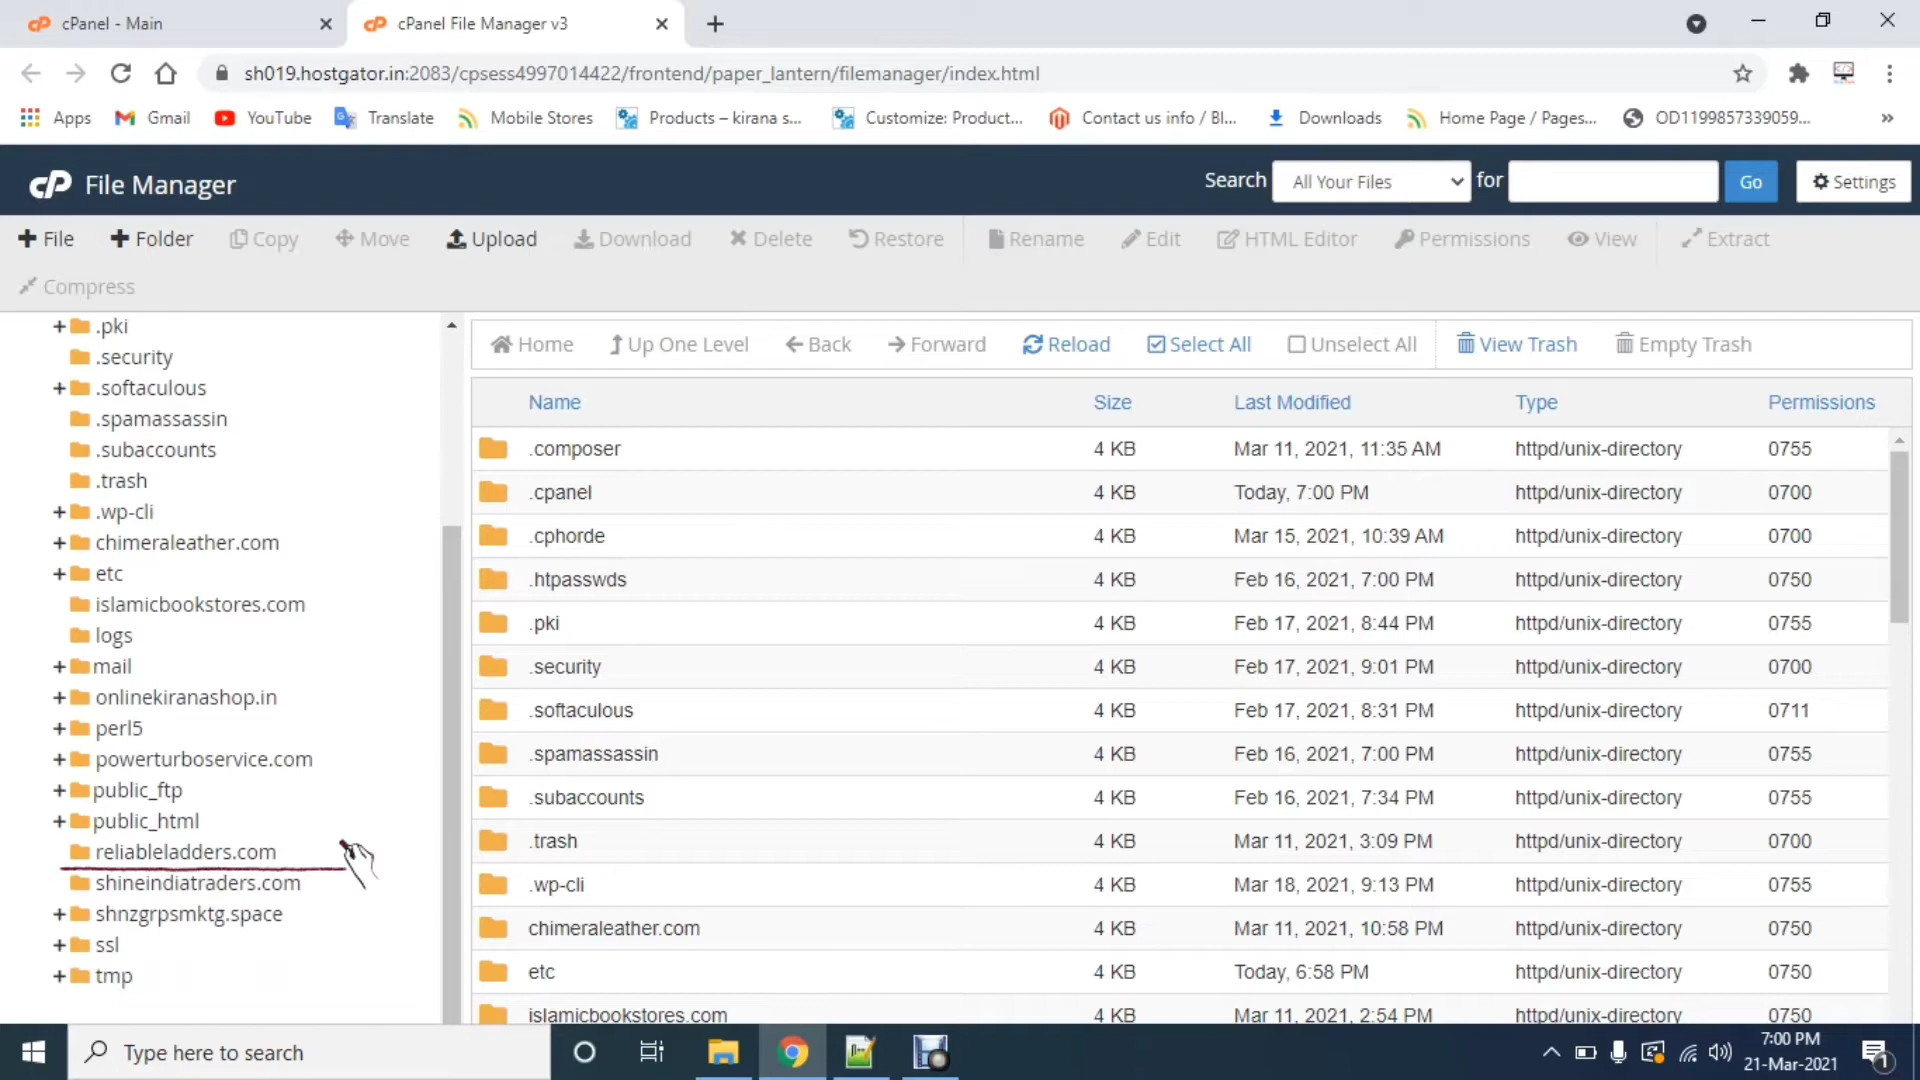 cPanel - Main
cPanel File Manager v3
sh019.hostgator.in:2083/cpsess4997014422/frontend/paper_lantern/filemanager/index.html
Apps Gmail YouTube Translate Mobile Stores Products – kirana s... Customize: Product... Contact us info / Bl... Downloads Home Page / Pages... OD1199857339059... »
cP File Manager Search All Your Files for Go Settings
File Folder Copy Move Upload Download Delete Restore Rename Edit HTML Editor Permissions View Extract
Compress
Home Up One Level Back Forward Reload Select All Unselect All View Trash Empty Trash
+ .pki
.security
+ .softaculous
.spamassassin
.subaccounts
.trash
+ .wp-cli
+ chimeraleather.com
+ etc
islamicbookstores.com
logs
+ mail
+ onlinekiranashop.in
+ perl5
+ powerturboservice.com
+ public_ftp
+ public_html
reliableladders.com
shineindiatraders.com
+ shnzgrpsmktg.space
+ ssl
+ tmp
Name Size Last Modified Type Permissions
.composer 4 KB Mar 11, 2021, 11:35 AM httpd/unix-directory 0755
.cpanel 4 KB Today, 7:00 PM httpd/unix-directory 0700
.cphorde 4 KB Mar 15, 2021, 10:39 AM httpd/unix-directory 0700
.htpasswds 4 KB Feb 16, 2021, 7:00 PM httpd/unix-directory 0750
.pki 4 KB Feb 17, 2021, 8:44 PM httpd/unix-directory 0755
.security 4 KB Feb 17, 2021, 9:01 PM httpd/unix-directory 0700
.softaculous 4 KB Feb 17, 2021, 8:31 PM httpd/unix-directory 0711
.spamassassin 4 KB Feb 16, 2021, 7:00 PM httpd/unix-directory 0755
.subaccounts 4 KB Feb 16, 2021, 7:34 PM httpd/unix-directory 0755
.trash 4 KB Mar 11, 2021, 3:09 PM httpd/unix-directory 0700
.wp-cli 4 KB Mar 18, 2021, 9:13 PM httpd/unix-directory 0755
chimeraleather.com 4 KB Mar 11, 2021, 10:58 PM httpd/unix-directory 0750
etc 4 KB Today, 6:58 PM httpd/unix-directory 0750
islamicbookstores.com 4 KB Mar 11, 2021, 2:54 PM httpd/unix-directory 0750
Type here to search
7:00 PM
21-Mar-2021
1